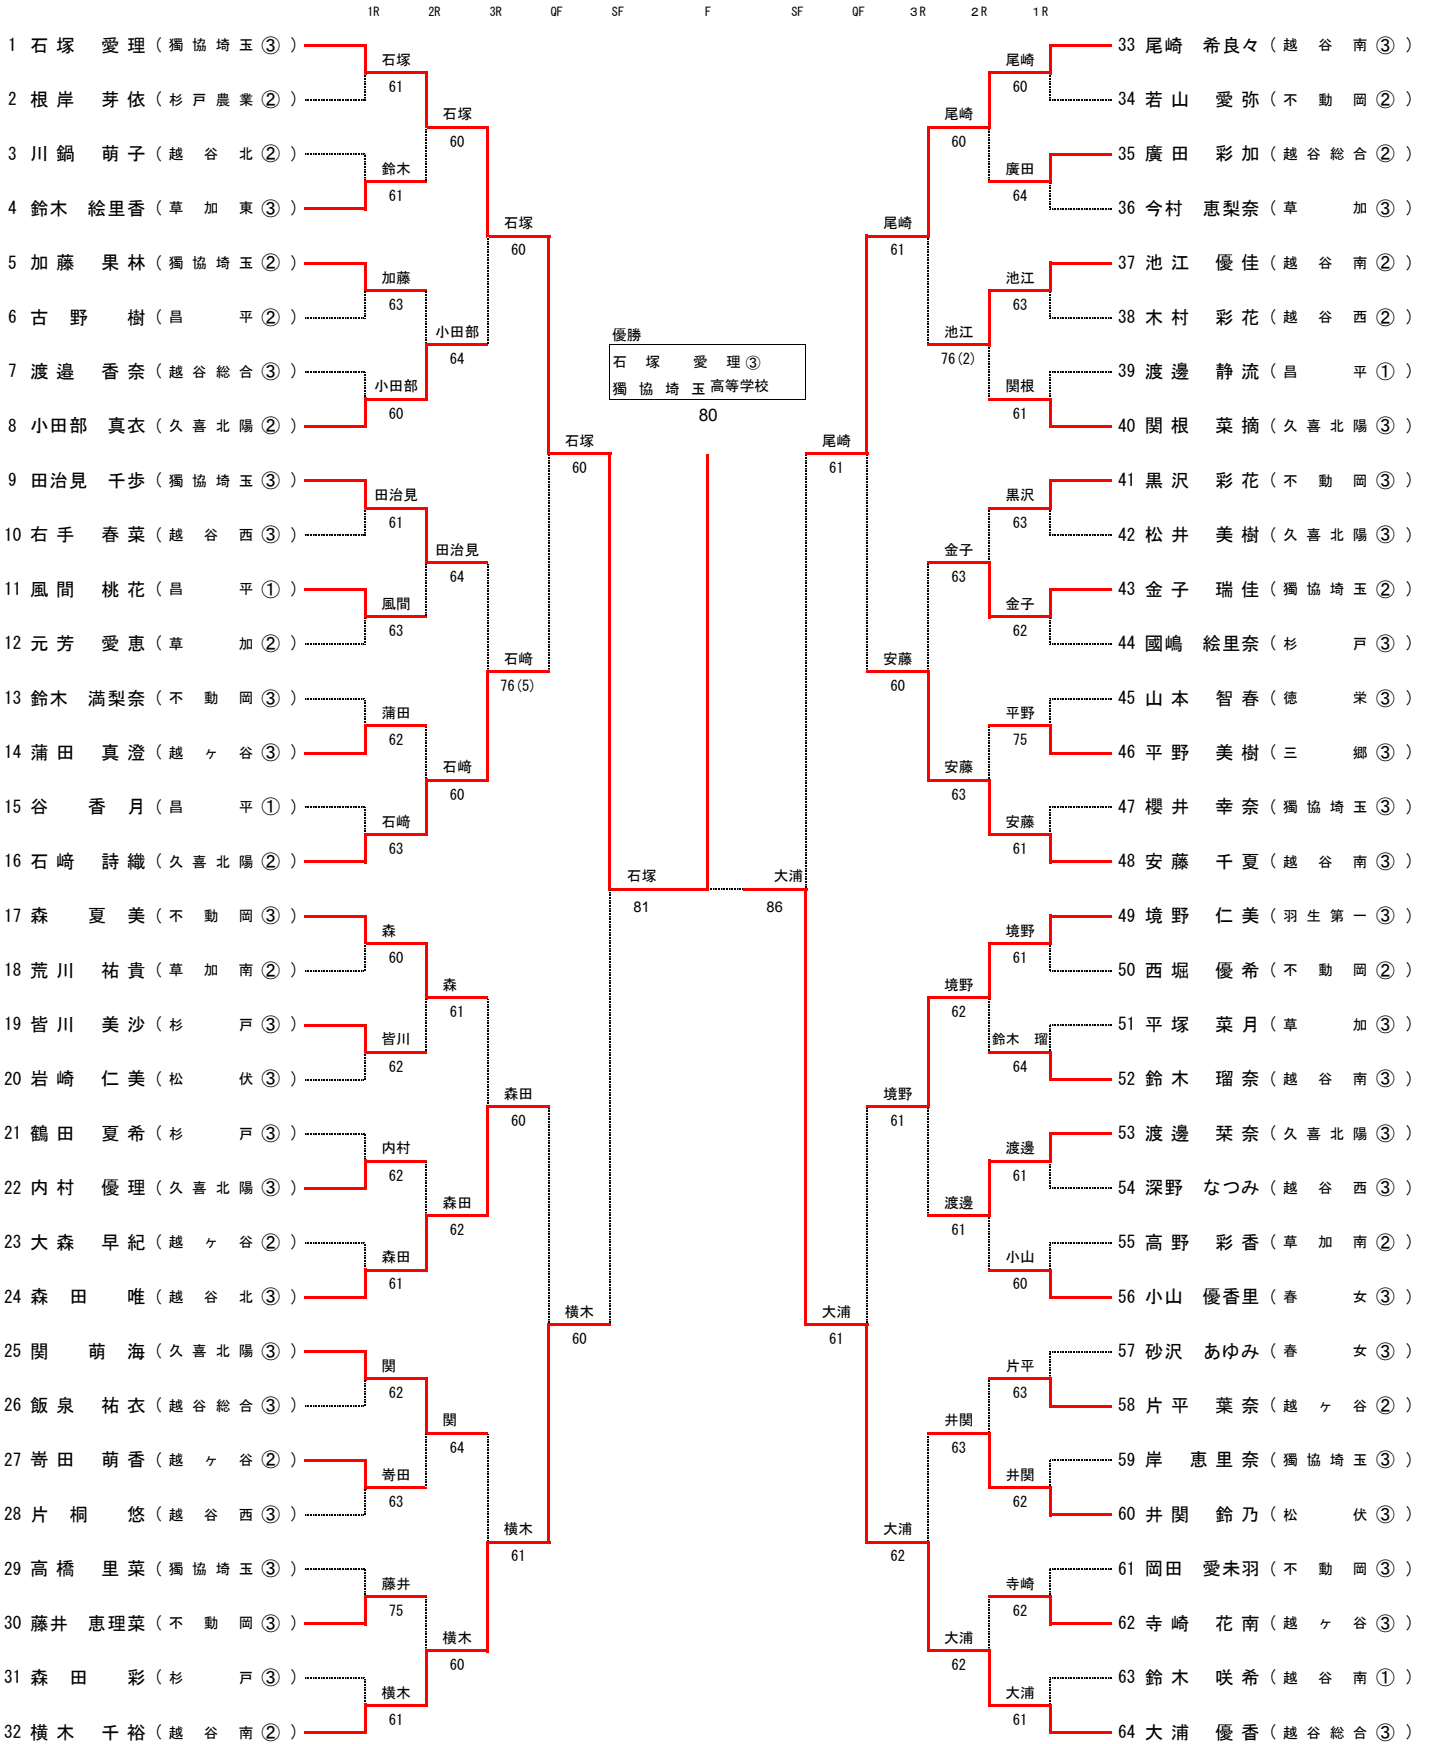 1R 2R 3R QF SF F SF QF 3R 2R 1R
1 石塚 愛理(獨協埼玉③)
2 根岸 芽依(杉戸農業②)
3 川鍋 萌子(越谷北②)
4 鈴木 絵里香(草加東③)
5 加藤 果林(獨協埼玉②)
6 古野 樹(昌平②)
7 渡邉 香奈(越谷総合③)
8 小田部 真衣(久喜北陽②)
9 田治見 千歩(獨協埼玉③)
10 右手 春菜(越谷西③)
11 風間 桃花(昌平①)
12 元芳 愛恵(草加②)
13 鈴木 満梨奈(不動岡③)
14 蒲田 真澄(越ヶ谷③)
15 谷 香月(昌平①)
16 石﨑 詩織(久喜北陽②)
17 森 夏美(不動岡③)
18 荒川 祐貴(草加南②)
19 皆川 美沙(杉戸③)
20 岩崎 仁美(松伏③)
21 鶴田 夏希(杉戸③)
22 内村 優理(久喜北陽③)
23 大森 早紀(越ヶ谷②)
24 森田 唯(越谷北③)
25 関 萌海(久喜北陽③)
26 飯泉 祐衣(越谷総合③)
27 嵜田 萌香(越ヶ谷②)
28 片桐 悠(越谷西③)
29 高橋 里菜(獨協埼玉③)
30 藤井 恵理菜(不動岡③)
31 森田 彩(杉戸③)
32 横木 千裕(越谷南②)
石塚
61
鈴木
61
加藤
63
小田部
60
田治見
61
風間
63
蒲田
62
石﨑
63
森
60
皆川
62
内村
62
森田
61
関
62
嵜田
63
藤井
75
横木
61
石塚
60
小田部
64
田治見
64
石﨑
60
森
61
森田
62
関
64
横木
60
石塚
60
石﨑
76(5)
森田
60
横木
61
石塚
60
横木
60
石塚
81
優勝
石塚 愛理③
獨協埼玉高等学校
80
大浦
86
尾崎
61
大浦
61
尾崎
61
安藤
60
境野
61
大浦
62
尾崎
60
池江
76(2)
金子
63
安藤
63
境野
62
渡邊
61
井関
63
大浦
62
尾崎
60
廣田
64
池江
63
関根
61
黒沢
63
金子
62
平野
75
安藤
61
境野
61
鈴木 瑠
64
渡邊
61
小山
60
片平
63
井関
62
寺崎
62
大浦
61
33 尾崎 希良々(越谷南③)
34 若山 愛弥(不動岡②)
35 廣田 彩加(越谷総合②)
36 今村 恵梨奈(草加③)
37 池江 優佳(越谷南②)
38 木村 彩花(越谷西②)
39 渡邊 静流(昌平①)
40 関根 菜摘(久喜北陽③)
41 黒沢 彩花(不動岡③)
42 松井 美樹(久喜北陽③)
43 金子 瑞佳(獨協埼玉②)
44 國嶋 絵里奈(杉戸③)
45 山本 智春(徳栄③)
46 平野 美樹(三郷③)
47 櫻井 幸奈(獨協埼玉③)
48 安藤 千夏(越谷南③)
49 境野 仁美(羽生第一③)
50 西堀 優希(不動岡②)
51 平塚 菜月(草加③)
52 鈴木 瑠奈(越谷南③)
53 渡邊 栞奈(久喜北陽③)
54 深野 なつみ(越谷西③)
55 高野 彩香(草加南②)
56 小山 優香里(春女③)
57 砂沢 あゆみ(春女③)
58 片平 葉奈(越ヶ谷②)
59 岸 恵里奈(獨協埼玉③)
60 井関 鈴乃(松伏③)
61 岡田 愛未羽(不動岡③)
62 寺崎 花南(越ヶ谷③)
63 鈴木 咲希(越谷南①)
64 大浦 優香(越谷総合③)